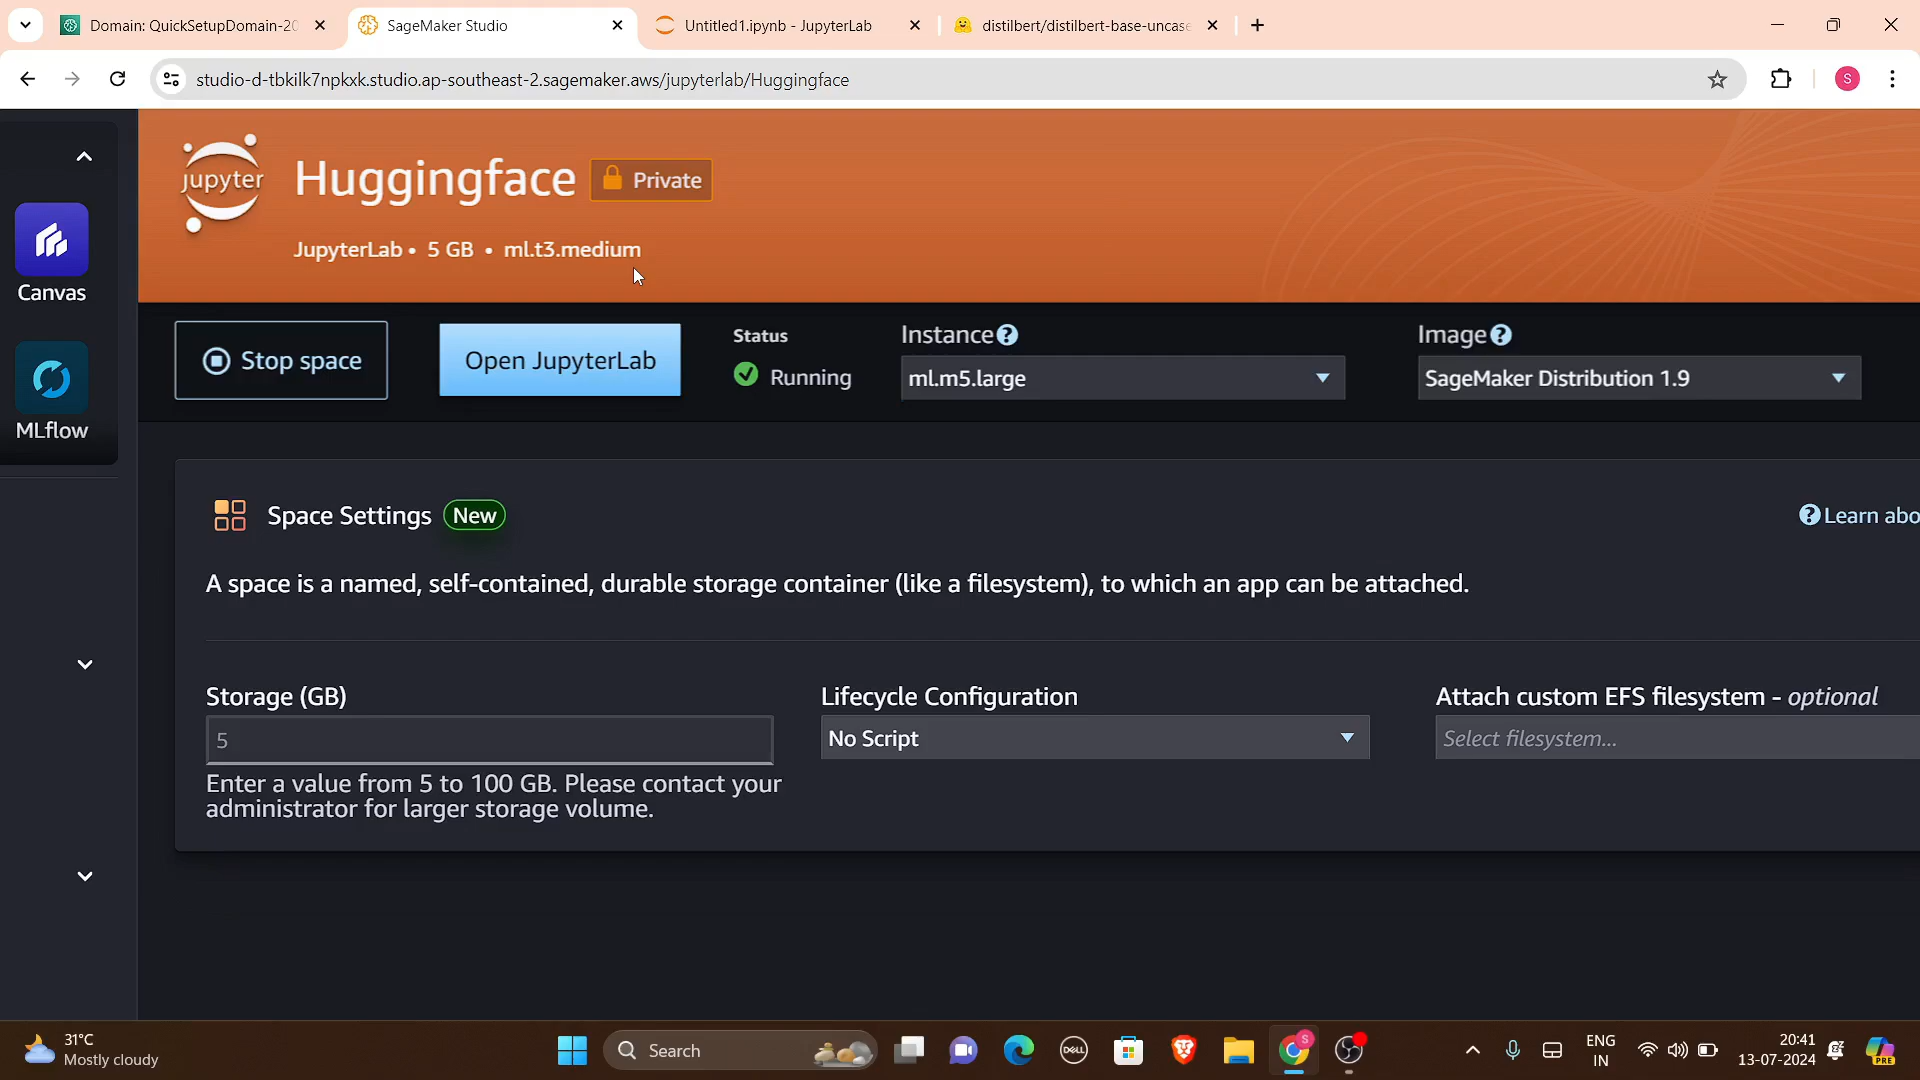 Domain: QuickSetupDomain-20
SageMaker Studio
Untitled1.ipynb - JupyterLab
distilbert/distilbert-base-uncase
studio-d-tbkilk7npkxk.studio.ap-southeast-2.sagemaker.aws/jupyterlab/Huggingface
S
jupyter
Huggingface
Private
JupyterLab • 5 GB • ml.t3.medium
Canvas
MLflow
Stop space
Open JupyterLab
Status
Running
Instance
ml.m5.large
Image
SageMaker Distribution 1.9
Space Settings New
Learn abo
A space is a named, self-contained, durable storage container (like a filesystem), to which an app can be attached.
Storage (GB)
5
Enter a value from 5 to 100 GB. Please contact your
administrator for larger storage volume.
Lifecycle Configuration
No Script
Attach custom EFS filesystem - optional
Select filesystem...
31°C
Mostly cloudy
Search
DELL
S
ENG
IN
20:41
13-07-2024
PRE